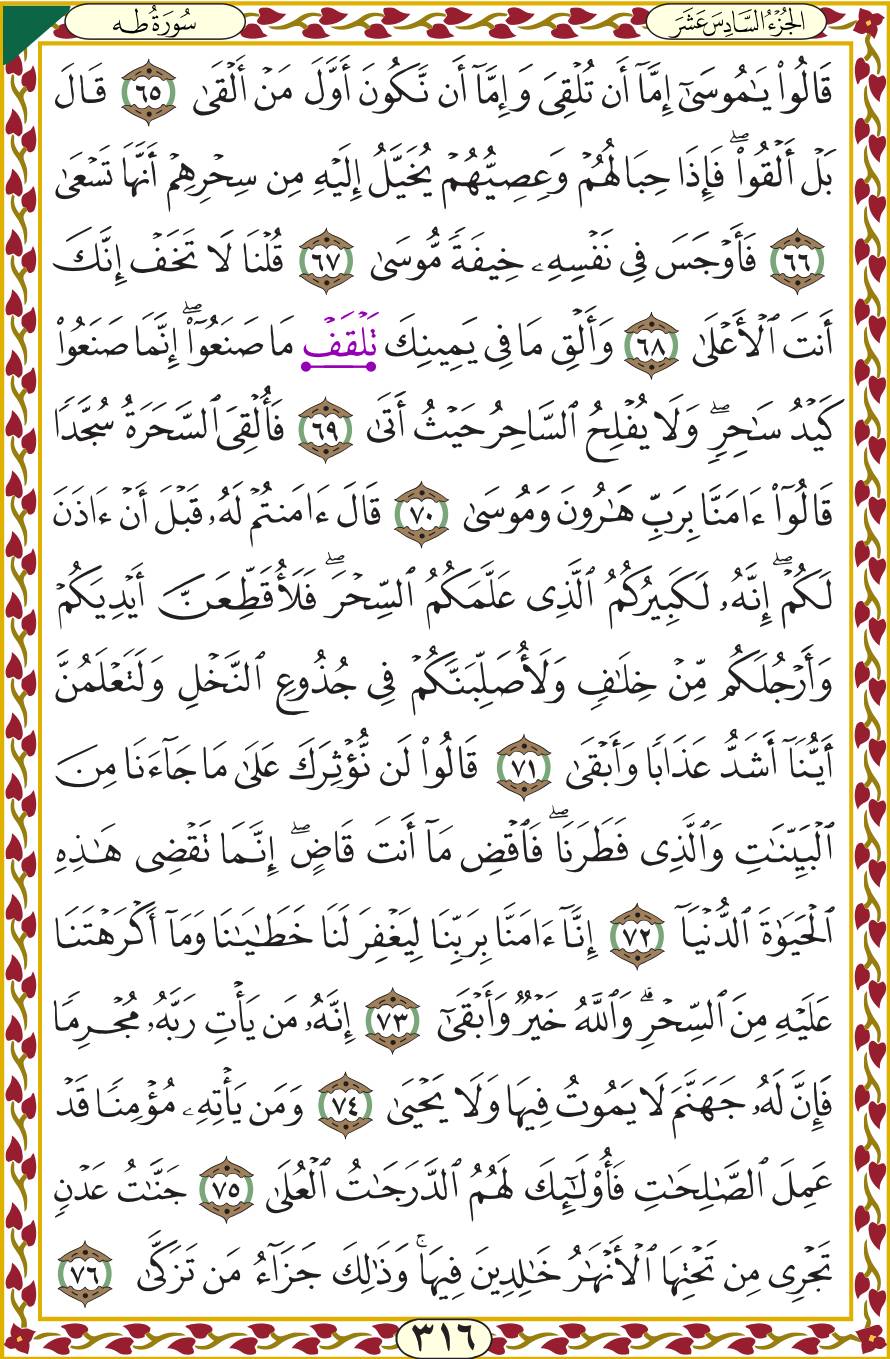 الجُزْءُ السَّادِسَ عَشَرَ
سُورَةُ طه
قَالُوا۟ يَـٰمُوسَىٰٓ إِمَّآ أَن تُلْقِىَ وَإِمَّآ أَن نَّكُونَ أَوَّلَ مَنْ أَلْقَىٰ ٦٥ قَالَ
بَلْ أَلْقُوا۟ۖ فَإِذَا حِبَالُهُمْ وَعِصِيُّهُمْ يُخَيَّلُ إِلَيْهِ مِن سِحْرِهِمْ أَنَّهَا تَسْعَىٰ
٦٦ فَأَوْجَسَ فِى نَفْسِهِۦ خِيفَةً مُّوسَىٰ ٦٧ قُلْنَا لَا تَخَفْ إِنَّكَ
أَنتَ ٱلْأَعْلَىٰ ٦٨ وَأَلْقِ مَا فِى يَمِينِكَ تَلْقَفْ مَا صَنَعُوٓا۟ۖ إِنَّمَا صَنَعُوا۟
كَيْدُ سَـٰحِرٍۖ وَلَا يُفْلِحُ ٱلسَّاحِرُ حَيْثُ أَتَىٰ ٦٩ فَأُلْقِىَ ٱلسَّحَرَةُ سُجَّدًا
قَالُوٓا۟ ءَامَنَّا بِرَبِّ هَـٰرُونَ وَمُوسَىٰ ٧٠ قَالَ ءَامَنتُمْ لَهُۥ قَبْلَ أَنْ ءَاذَنَ
لَكُمْۖ إِنَّهُۥ لَكَبِيرُكُمُ ٱلَّذِى عَلَّمَكُمُ ٱلسِّحْرَۖ فَلَأُقَطِّعَنَّ أَيْدِيَكُمْ
وَأَرْجُلَكُم مِّنْ خِلَـٰفٍ وَلَأُصَلِّبَنَّكُمْ فِى جُذُوعِ ٱلنَّخْلِ وَلَتَعْلَمُنَّ
أَيُّنَآ أَشَدُّ عَذَابًا وَأَبْقَىٰ ٧١ قَالُوا۟ لَن نُّؤْثِرَكَ عَلَىٰ مَا جَآءَنَا مِنَ
ٱلْبَيِّنَـٰتِ وَٱلَّذِى فَطَرَنَاۖ فَٱقْضِ مَآ أَنتَ قَاضٍۖ إِنَّمَا تَقْضِى هَـٰذِهِ
ٱلْحَيَوٰةَ ٱلدُّنْيَآ ٧٢ إِنَّآ ءَامَنَّا بِرَبِّنَا لِيَغْفِرَ لَنَا خَطَـٰيَـٰنَا وَمَآ أَكْرَهْتَنَا
عَلَيْهِ مِنَ ٱلسِّحْرِۗ وَٱللَّهُ خَيْرٌ وَأَبْقَىٰٓ ٧٣ إِنَّهُۥ مَن يَأْتِ رَبَّهُۥ مُجْرِمًا
فَإِنَّ لَهُۥ جَهَنَّمَ لَا يَمُوتُ فِيهَا وَلَا يَحْيَىٰ ٧٤ وَمَن يَأْتِهِۦ مُؤْمِنًا قَدْ
عَمِلَ ٱلصَّـٰلِحَـٰتِ فَأُو۟لَـٰٓئِكَ لَهُمُ ٱلدَّرَجَـٰتُ ٱلْعُلَىٰ ٧٥ جَنَّـٰتُ عَدْنٍ
تَجْرِى مِن تَحْتِهَا ٱلْأَنْهَـٰرُ خَـٰلِدِينَ فِيهَاۚ وَذَٰلِكَ جَزَآءُ مَن تَزَكَّىٰ ٧٦
٣١٦